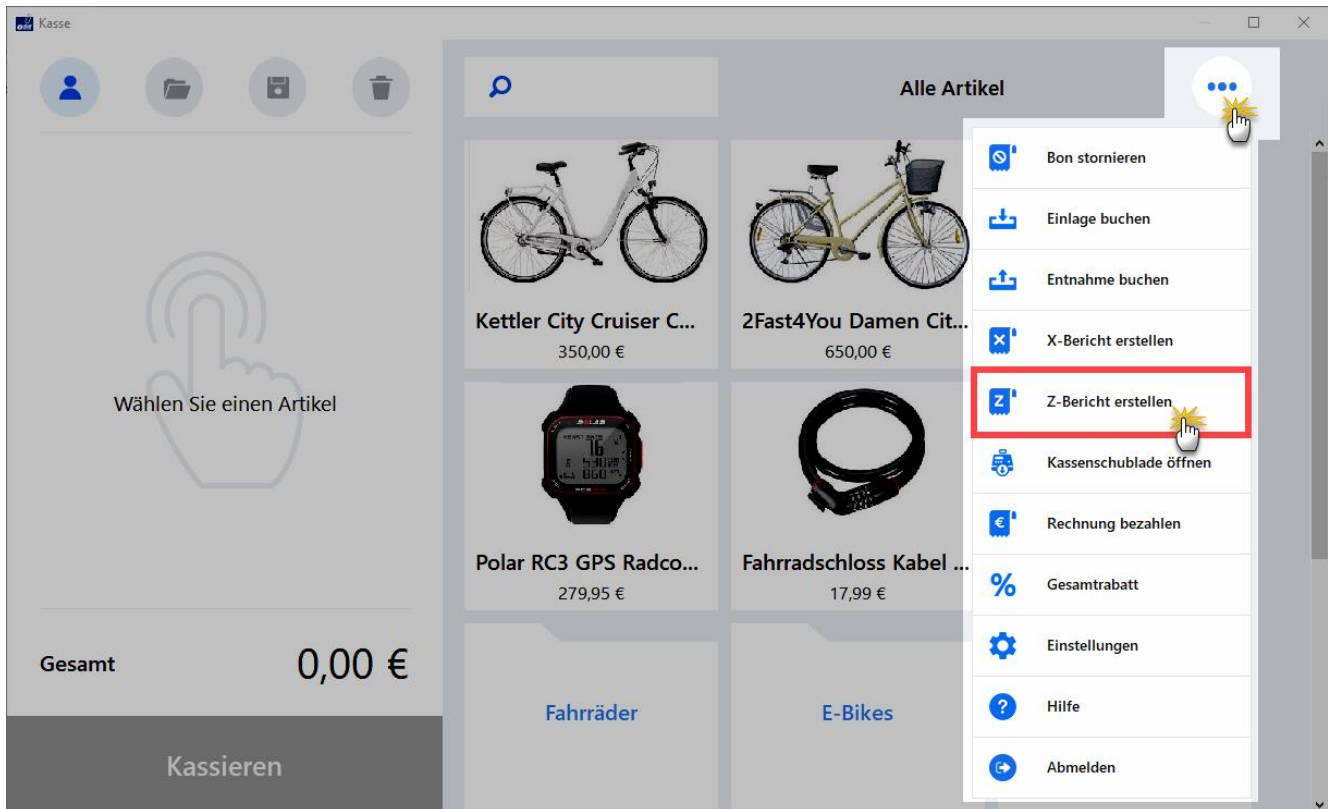 Kasse
Alle Artikel
Wählen Sie einen Artikel
Kettler City Cruiser C...
350,00 €
2Fast4You Damen Cit...
650,00 €
Polar RC3 GPS Radco...
279,95 €
Fahrradschloss Kabel ...
17,99 €
Fahrräder
E-Bikes
Gesamt
0,00 €
Kassieren
Bon stornieren
Einlage buchen
Entnahme buchen
X-Bericht erstellen
Z-Bericht erstellen
Kassenschublade öffnen
Rechnung bezahlen
Gesamtrabatt
Einstellungen
Hilfe
Abmelden